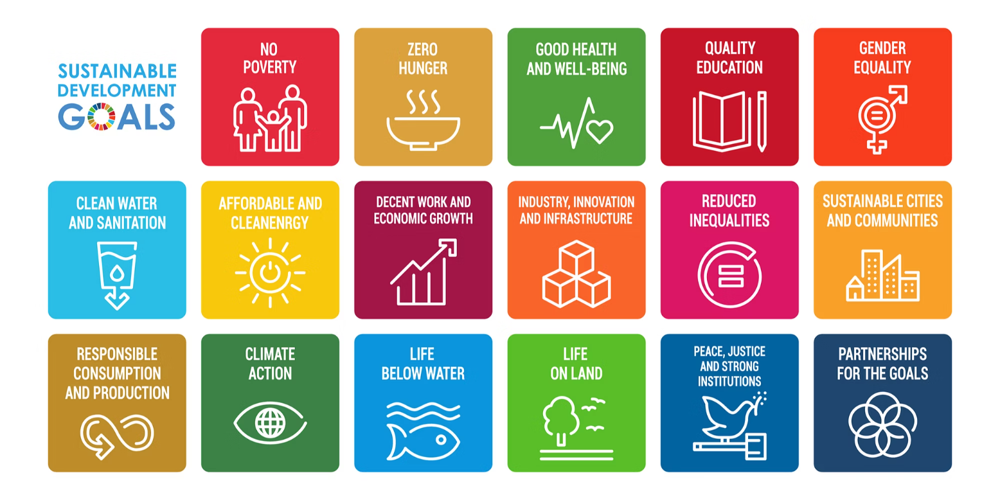 SUSTAINABLE
DEVELOPMENT
GOALS
NO
POVERTY
ZERO
HUNGER
GOOD HEALTH
AND WELL-BEING
QUALITY
EDUCATION
GENDER
EQUALITY
CLEAN WATER
AND SANITATION
AFFORDABLE AND
CLEANENRGY
DECENT WORK AND
ECONOMIC GROWTH
INDUSTRY, INNOVATION
AND INFRASTRUCTURE
REDUCED
INEQUALITIES
SUSTAINABLE CITIES
AND COMMUNITIES
RESPONSIBLE
CONSUMPTION
AND PRODUCTION
CLIMATE
ACTION
LIFE
BELOW WATER
LIFE
ON LAND
PEACE, JUSTICE
AND STRONG
INSTITUTIONS
PARTNERSHIPS
FOR THE GOALS